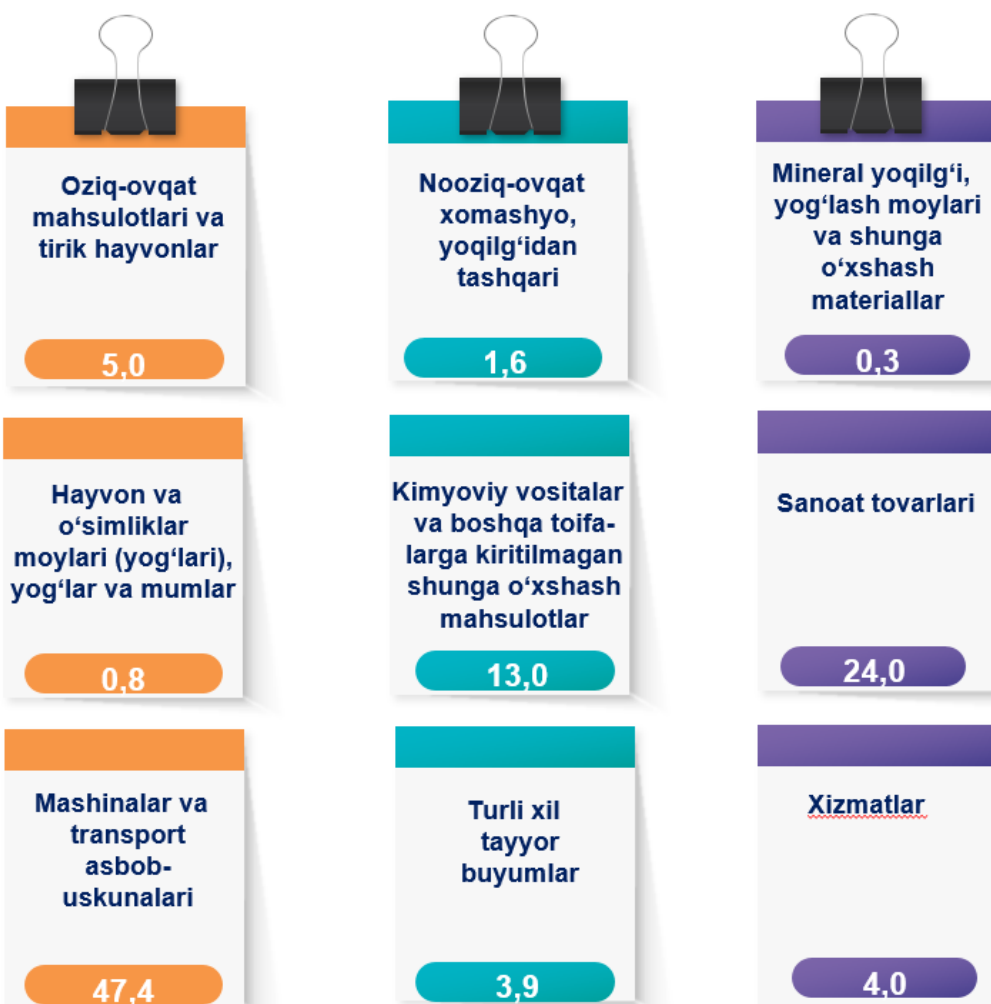 Oziq-ovqat
mahsulotlari va
tirik hayvonlar
5,0
Nooziq-ovqat
xomashyo,
yoqilg‘idan
tashqari
1,6
Mineral yoqilg‘i,
yog‘lash moylari
va shunga
o‘xshash
materiallar
0,3
Hayvon va
o‘simliklar
moylari (yog‘lari),
yog‘lar va mumlar
0,8
Kimyoviy vositalar
va boshqa toifa-
larga kiritilmagan
shunga o‘xshash
mahsulotlar
13,0
Sanoat tovarlari
24,0
Mashinalar va
transport
asbob-
uskunalari
47,4
Turli xil
tayyor
buyumlar
3,9
Xizmatlar
4,0